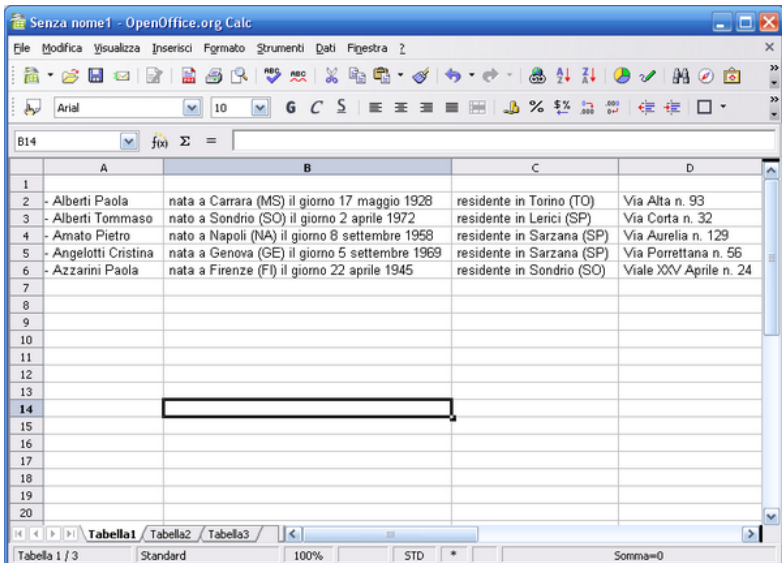 Senza nome1 - OpenOffice.org Calc
File Modifica Visualizza Inserisci Formato Strumenti Dati Finestra ?
Arial 10 G C S
B14 f(x) Σ =
A B C D
1
2 - Alberti Paola nata a Carrara (MS) il giorno 17 maggio 1928 residente in Torino (TO) Via Alta n. 93
3 - Alberti Tommaso nato a Sondrio (SO) il giorno 2 aprile 1972 residente in Lerici (SP) Via Corta n. 32
4 - Amato Pietro nato a Napoli (NA) il giorno 8 settembre 1958 residente in Sarzana (SP) Via Aurelia n. 129
5 - Angelotti Cristina nata a Genova (GE) il giorno 5 settembre 1969 residente in Sarzana (SP) Via Porrettana n. 56
6 - Azzarini Paola nata a Firenze (FI) il giorno 22 aprile 1945 residente in Sondrio (SO) Viale XXV Aprile n. 24
7
8
9
10
11
12
13
14
15
16
17
18
19
20
Tabella1 Tabella2 Tabella3
Tabella 1 / 3 Standard 100% STD * Somma=0